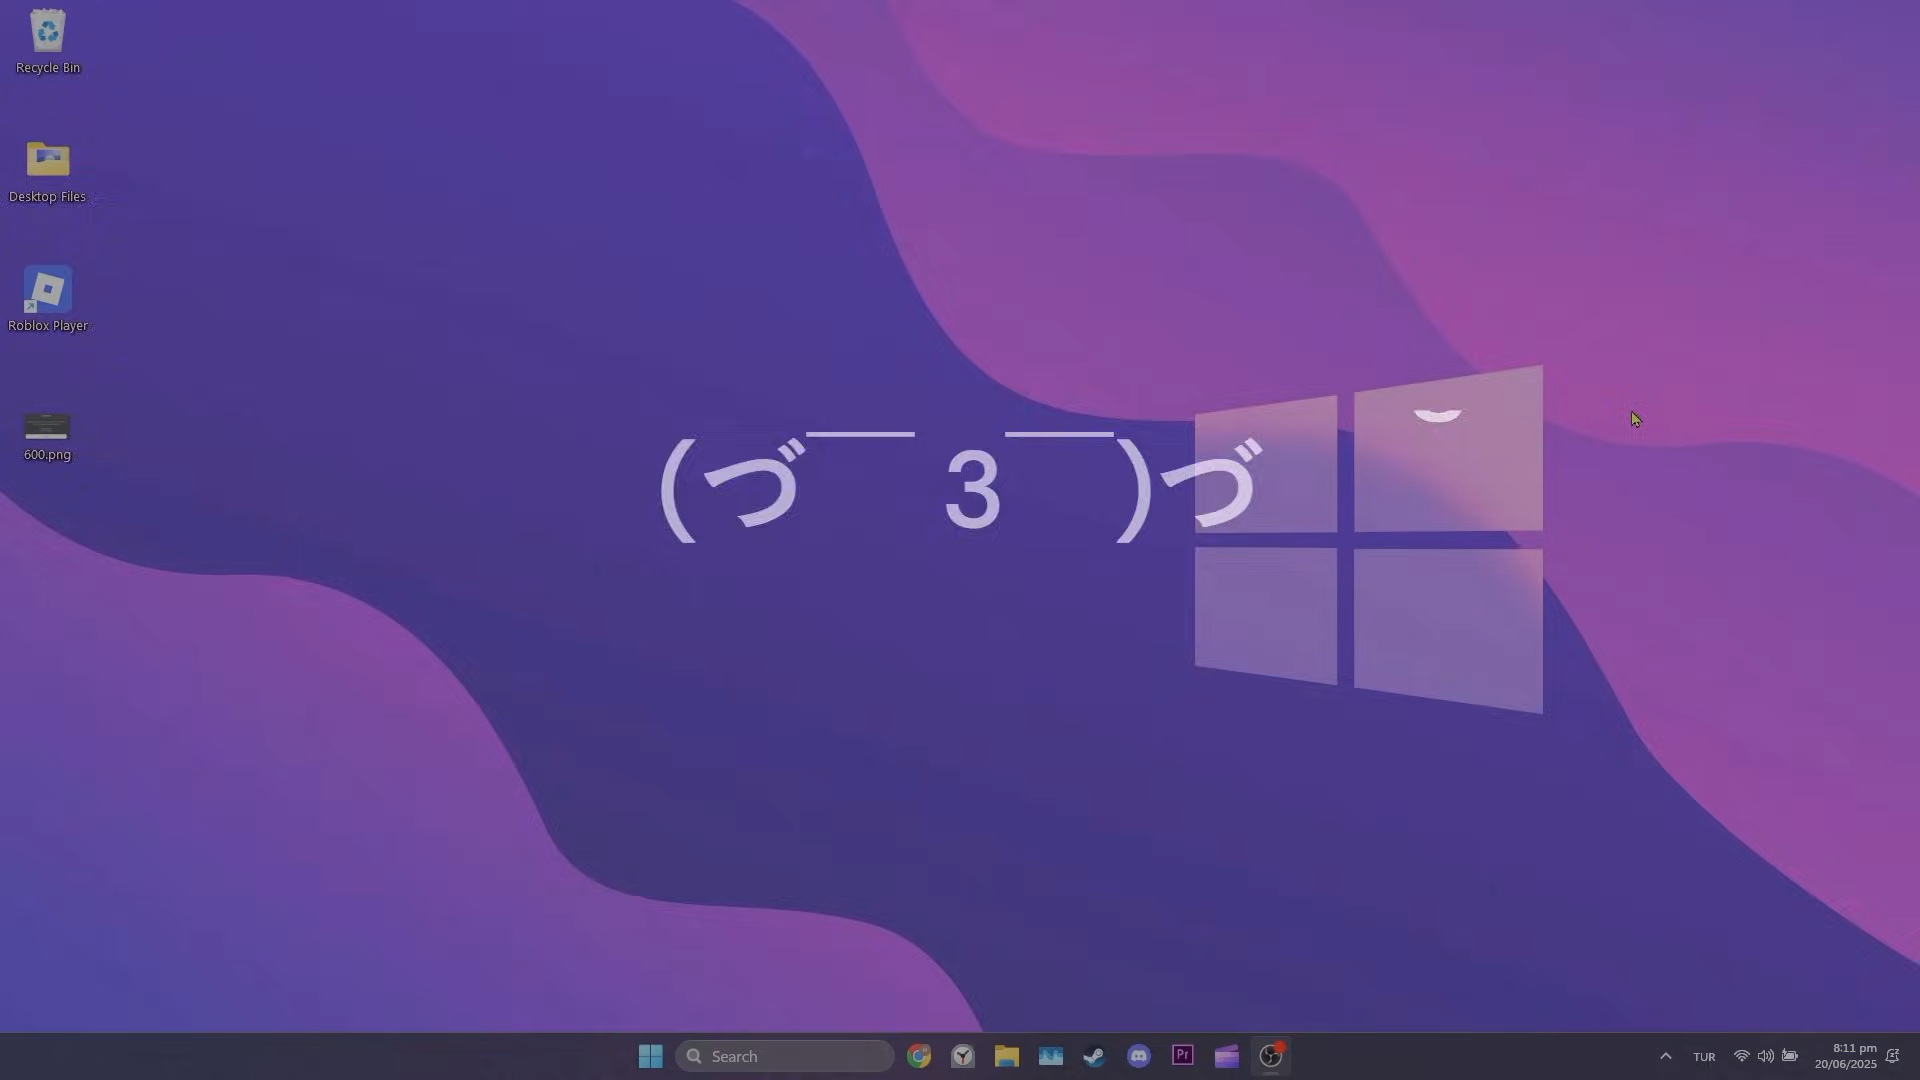 Recycle Bin
Desktop Files
Roblox Player
600.png
(づ￣ 3￣)づ
Search
Pr
TUR
8:11 pm
20/06/2025